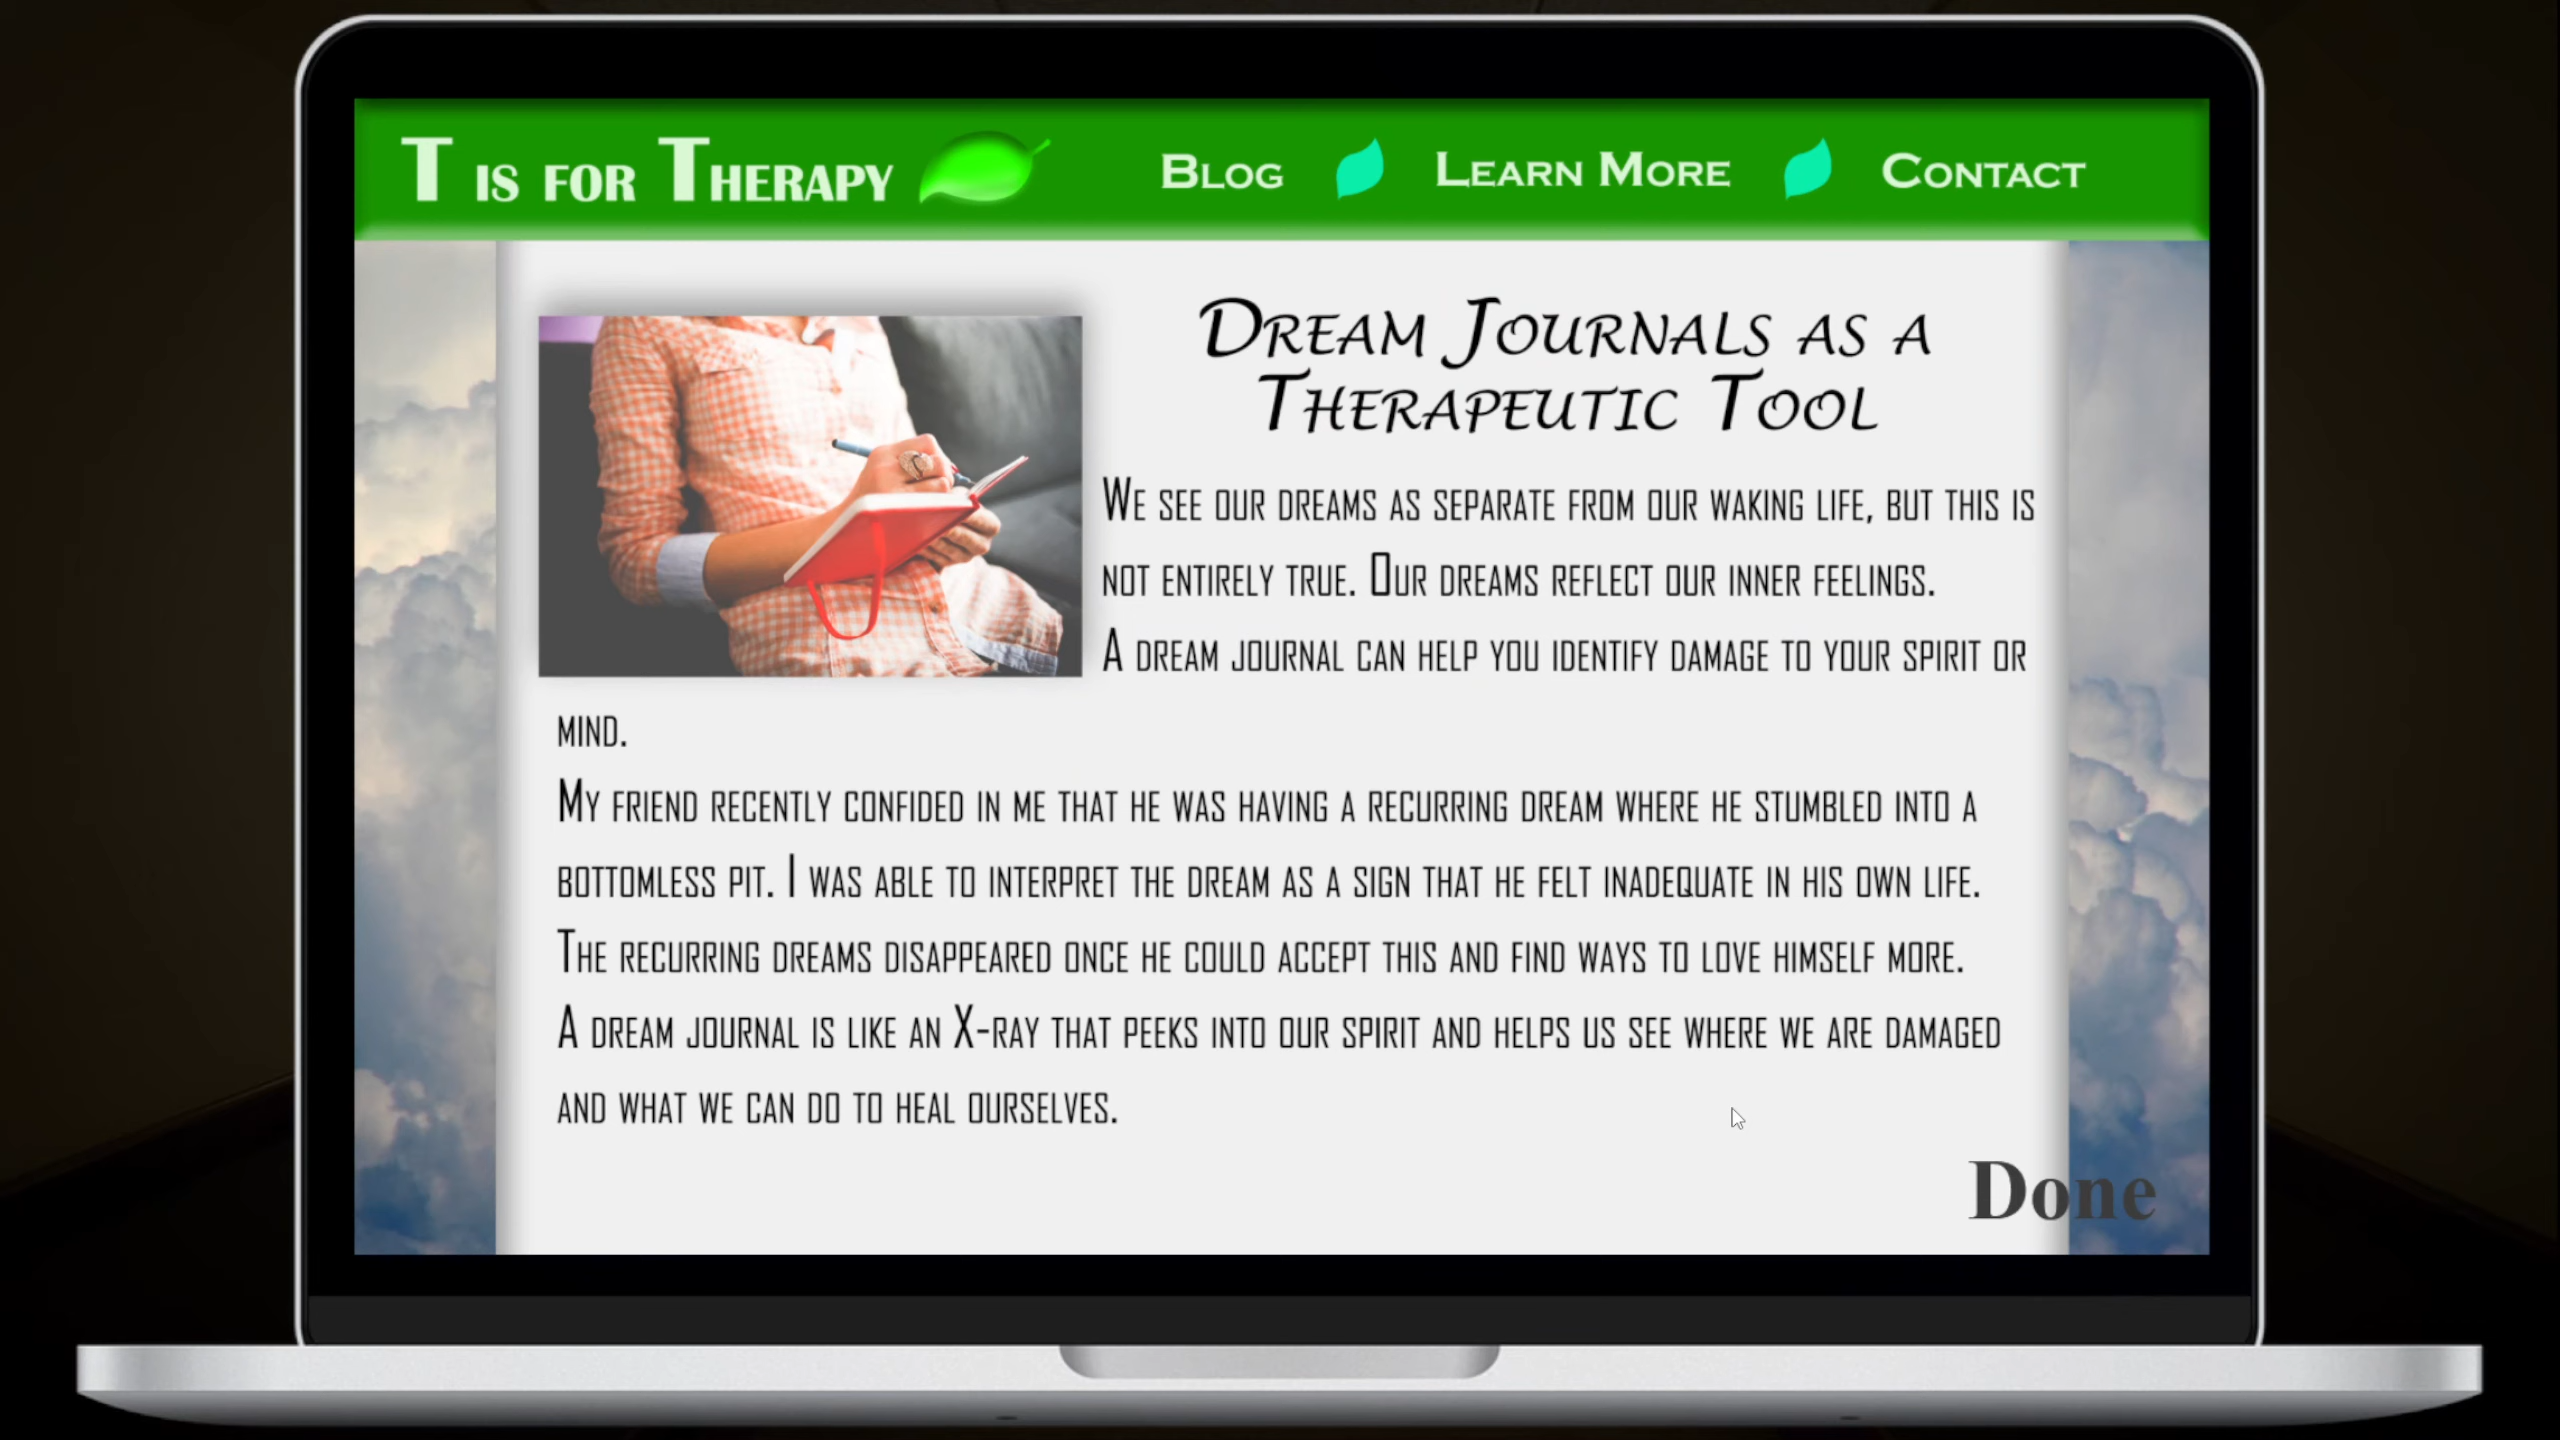 T is for Therapy
Blog
Learn More
Contact
Dream Journals as a
Therapeutic Tool
We see our dreams as separate from our waking life, but this is
not entirely true. Our dreams reflect our inner feelings.
A dream journal can help you identify damage to your spirit or
mind.
My friend recently confided in me that he was having a recurring dream where he stumbled into a
bottomless pit. I was able to interpret the dream as a sign that he felt inadequate in his own life.
The recurring dreams disappeared once he could accept this and find ways to love himself more.
A dream journal is like an X-ray that peeks into our spirit and helps us see where we are damaged
and what we can do to heal ourselves.
Done